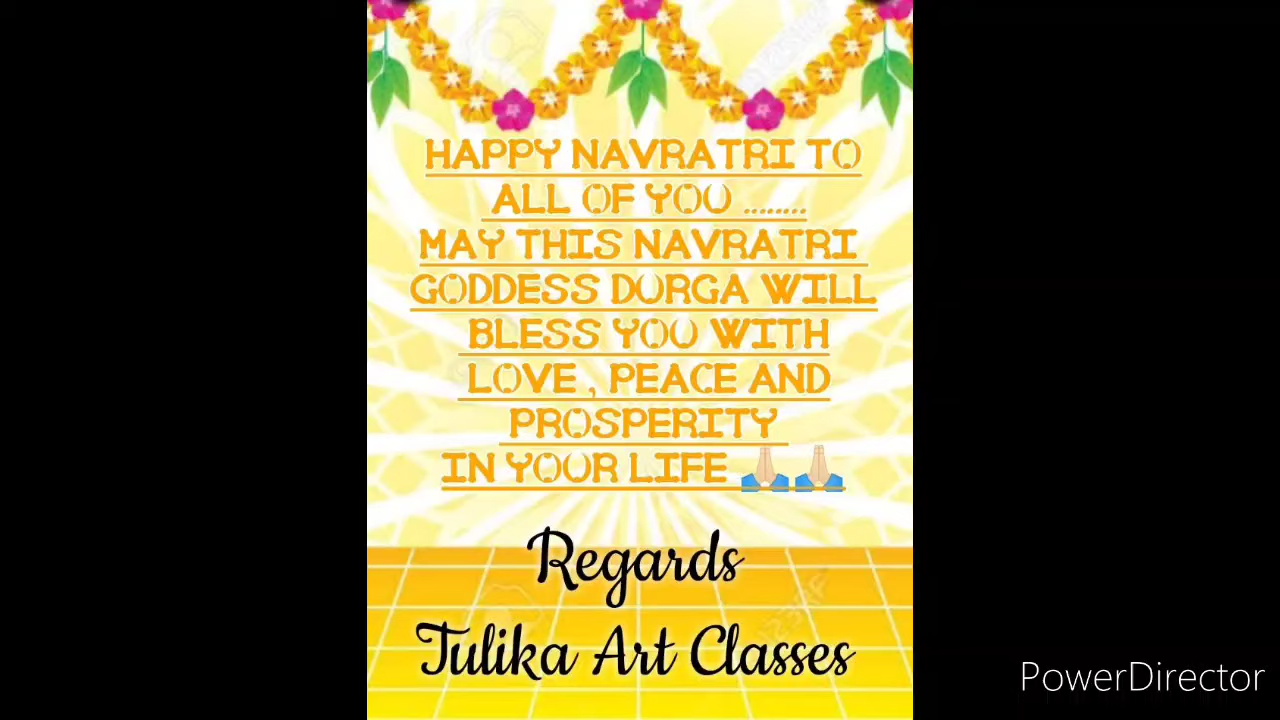 HAPPY NAVRATRI TO
ALL OF YOU ........
MAY THIS NAVRATRI
GODDESS DURGA WILL
BLESS YOU WITH
LOVE , PEACE AND
PROSPERITY
IN YOUR LIFE 🙏🏻🙏🏻
Regards
Tulika Art Classes
PowerDirector